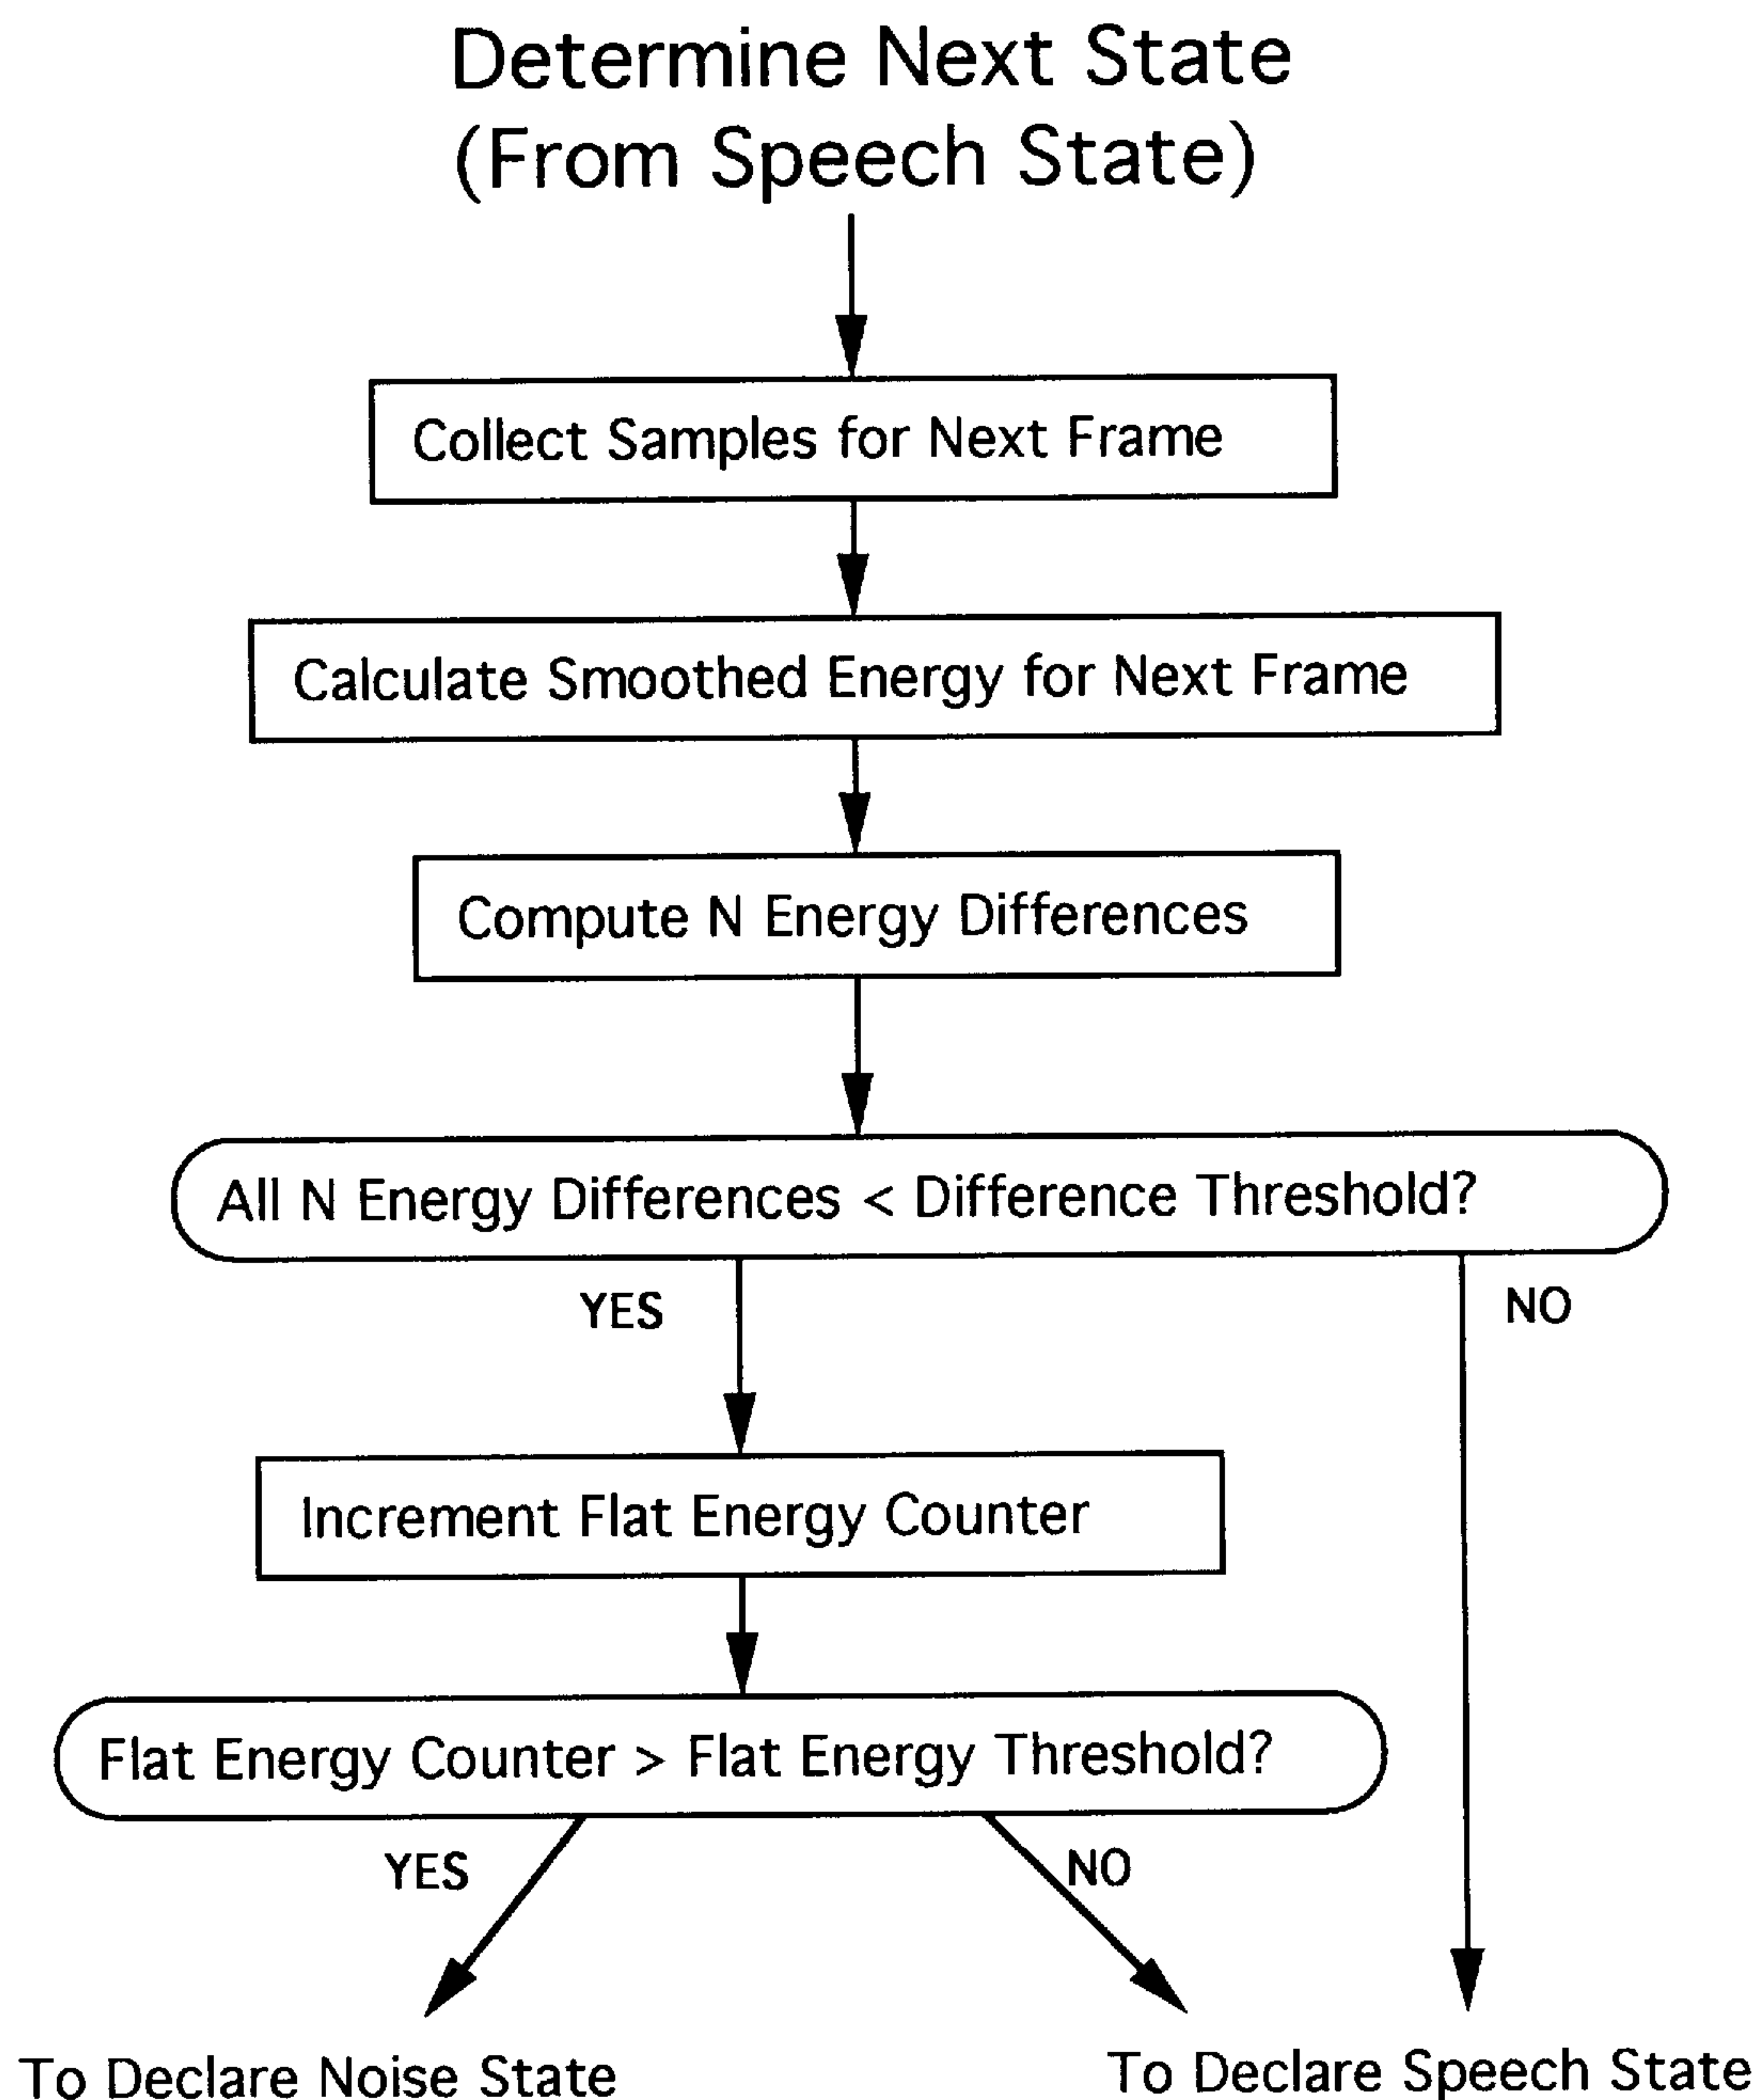 Determine Next State
(From Speech State)
Collect Samples for Next Frame
Calculate Smoothed Energy for Next Frame
Compute N Energy Differences
All N Energy Differences < Difference Threshold?
YES
NO
Increment Flat Energy Counter
Flat Energy Counter > Flat Energy Threshold?
YES
NO
To Declare Noise State
To Declare Speech State